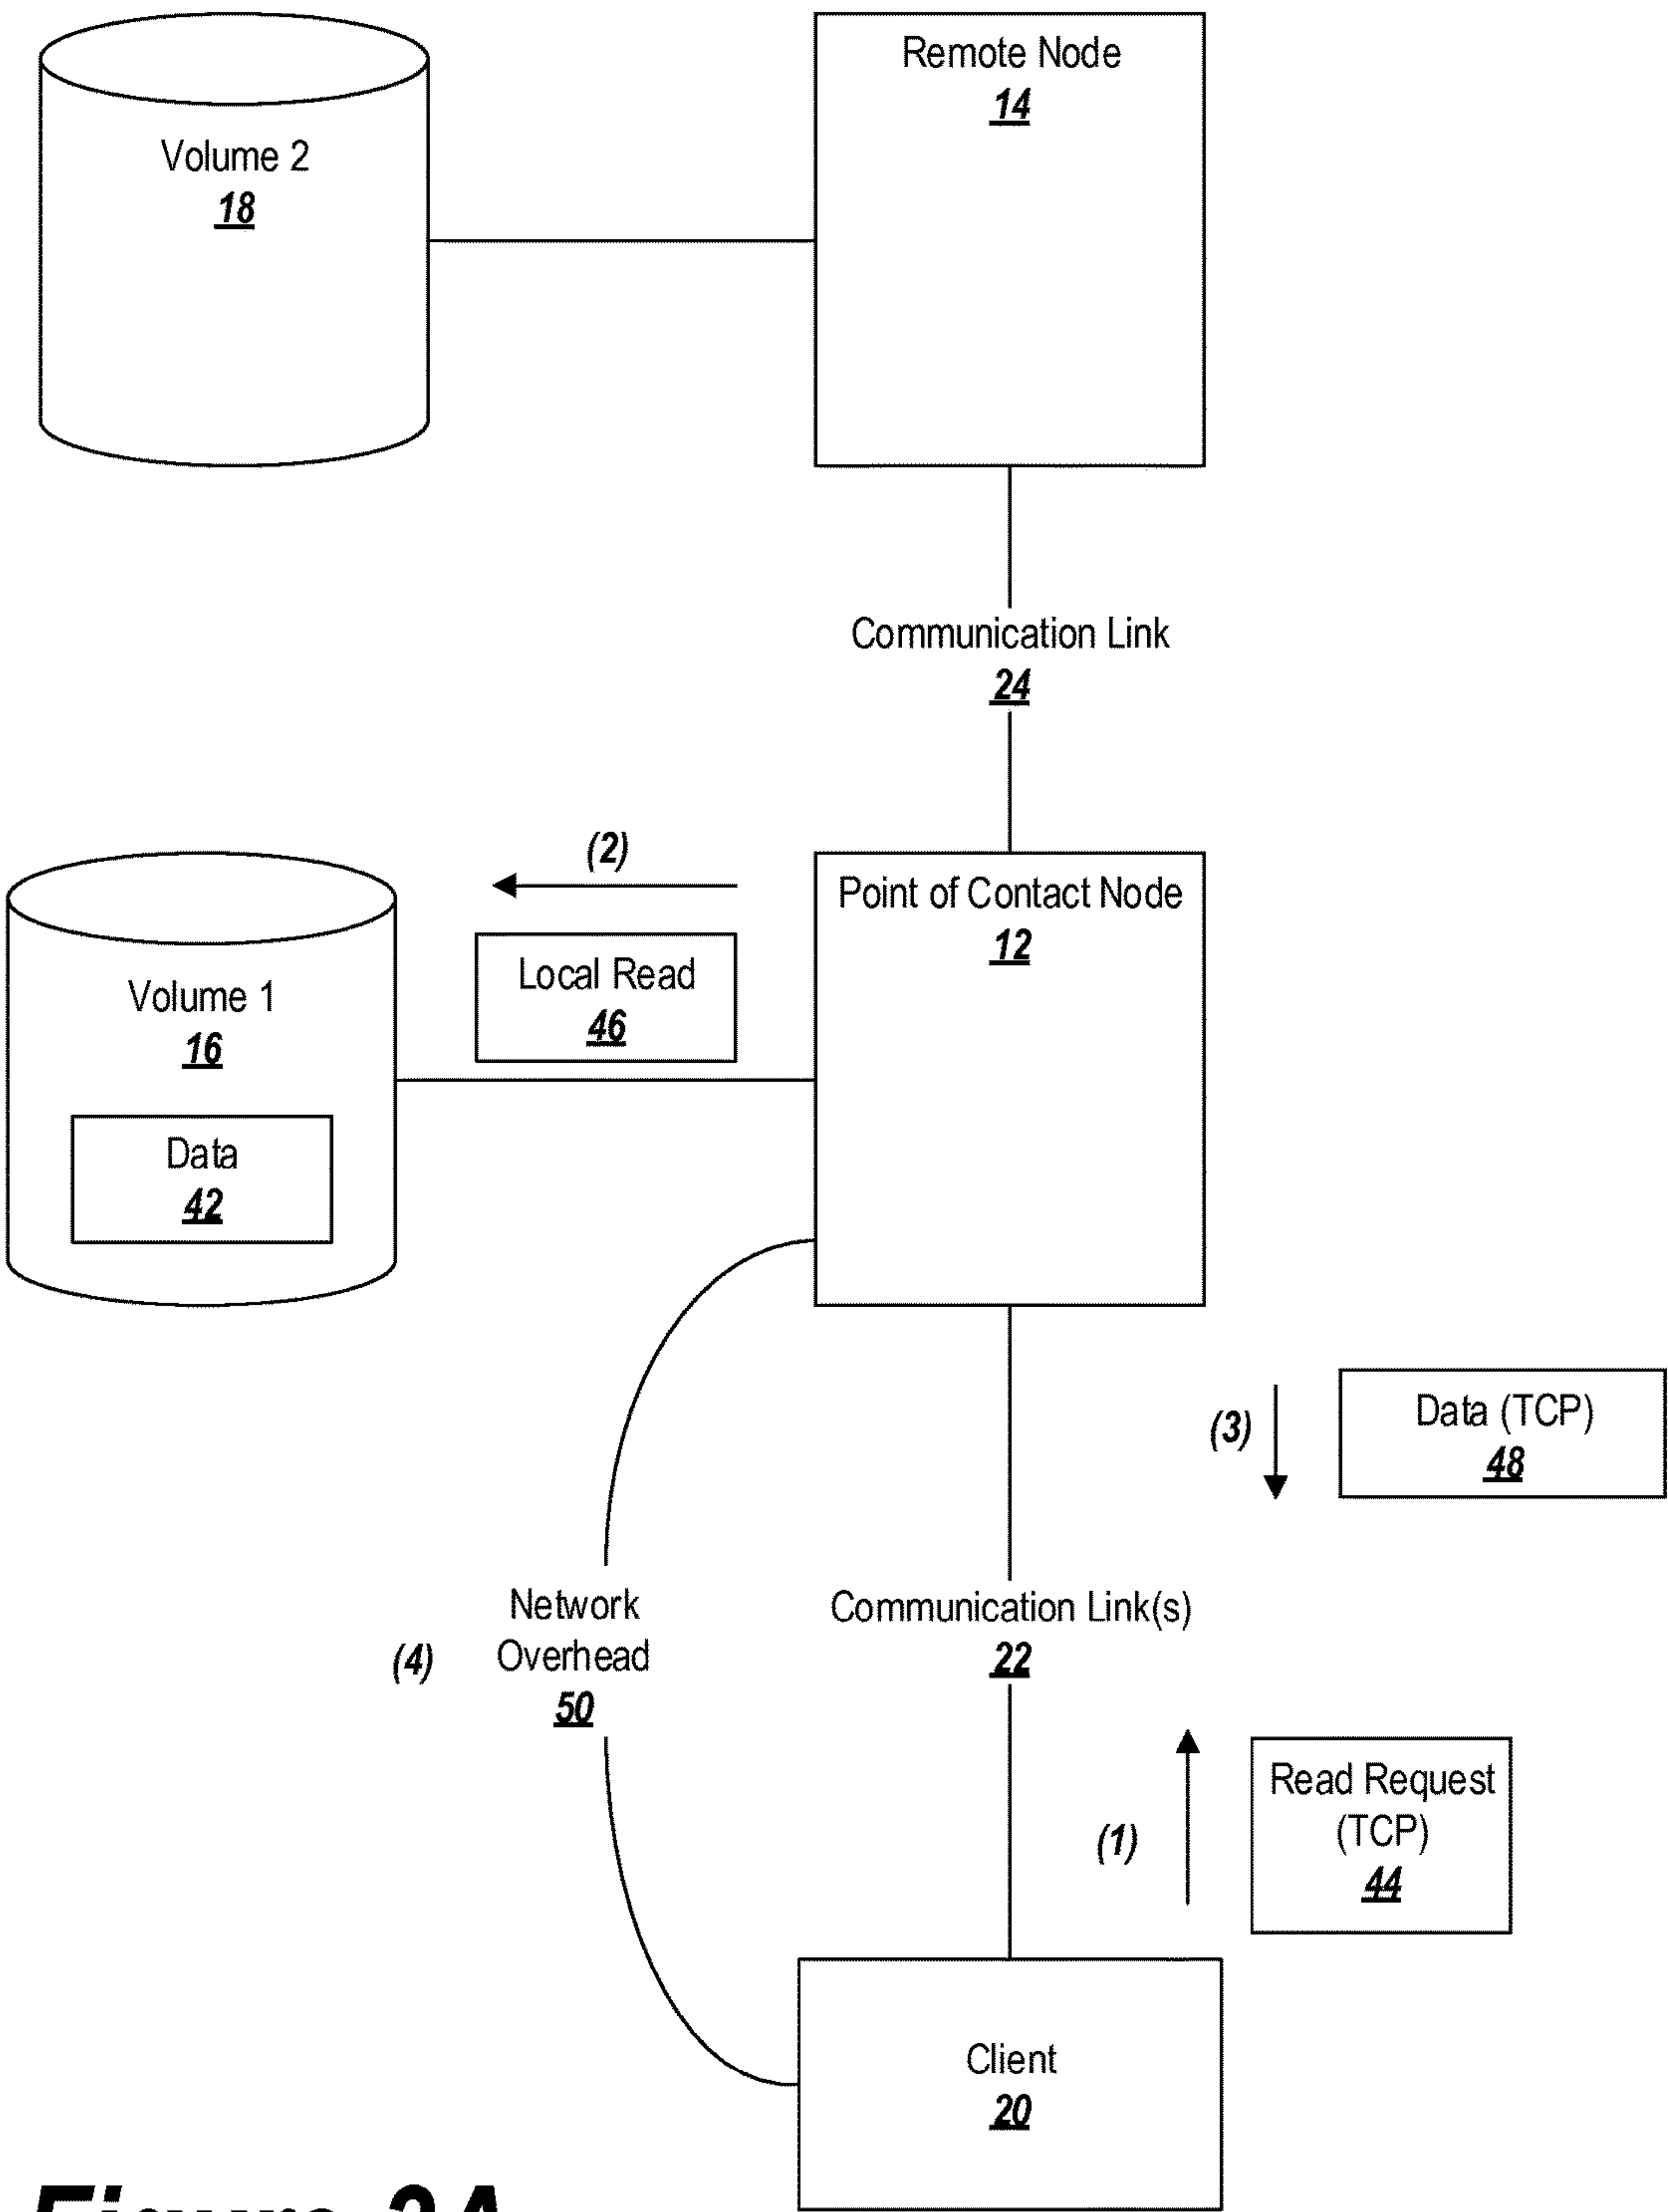 Remote Node
14
Volume 2
18
Communication Link
24
(2)
Point of Contact Node
12
Local Read
46
Volume 1
16
Data
42
(3)
Data (TCP)
48
Network
Overhead
50
(4)
Communication Link(s)
22
(1)
Read Request
(TCP)
44
Client
20